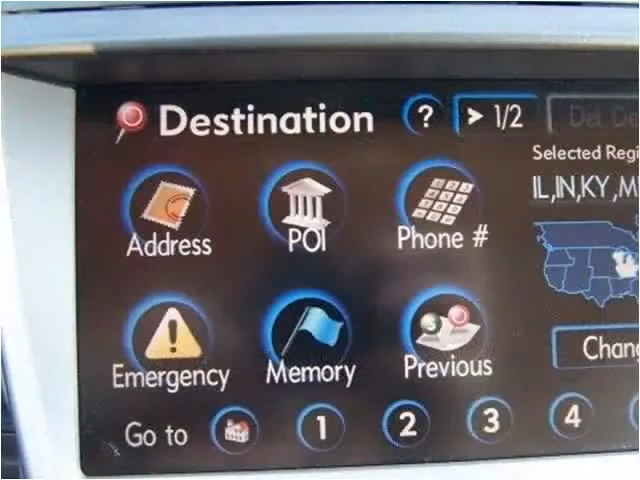 Destination ? > 1/2 Del
Selected Regi
IL,IN,KY,M
Address POI Phone #
Emergency Memory Previous
Chang
Go to 1 2 3 4